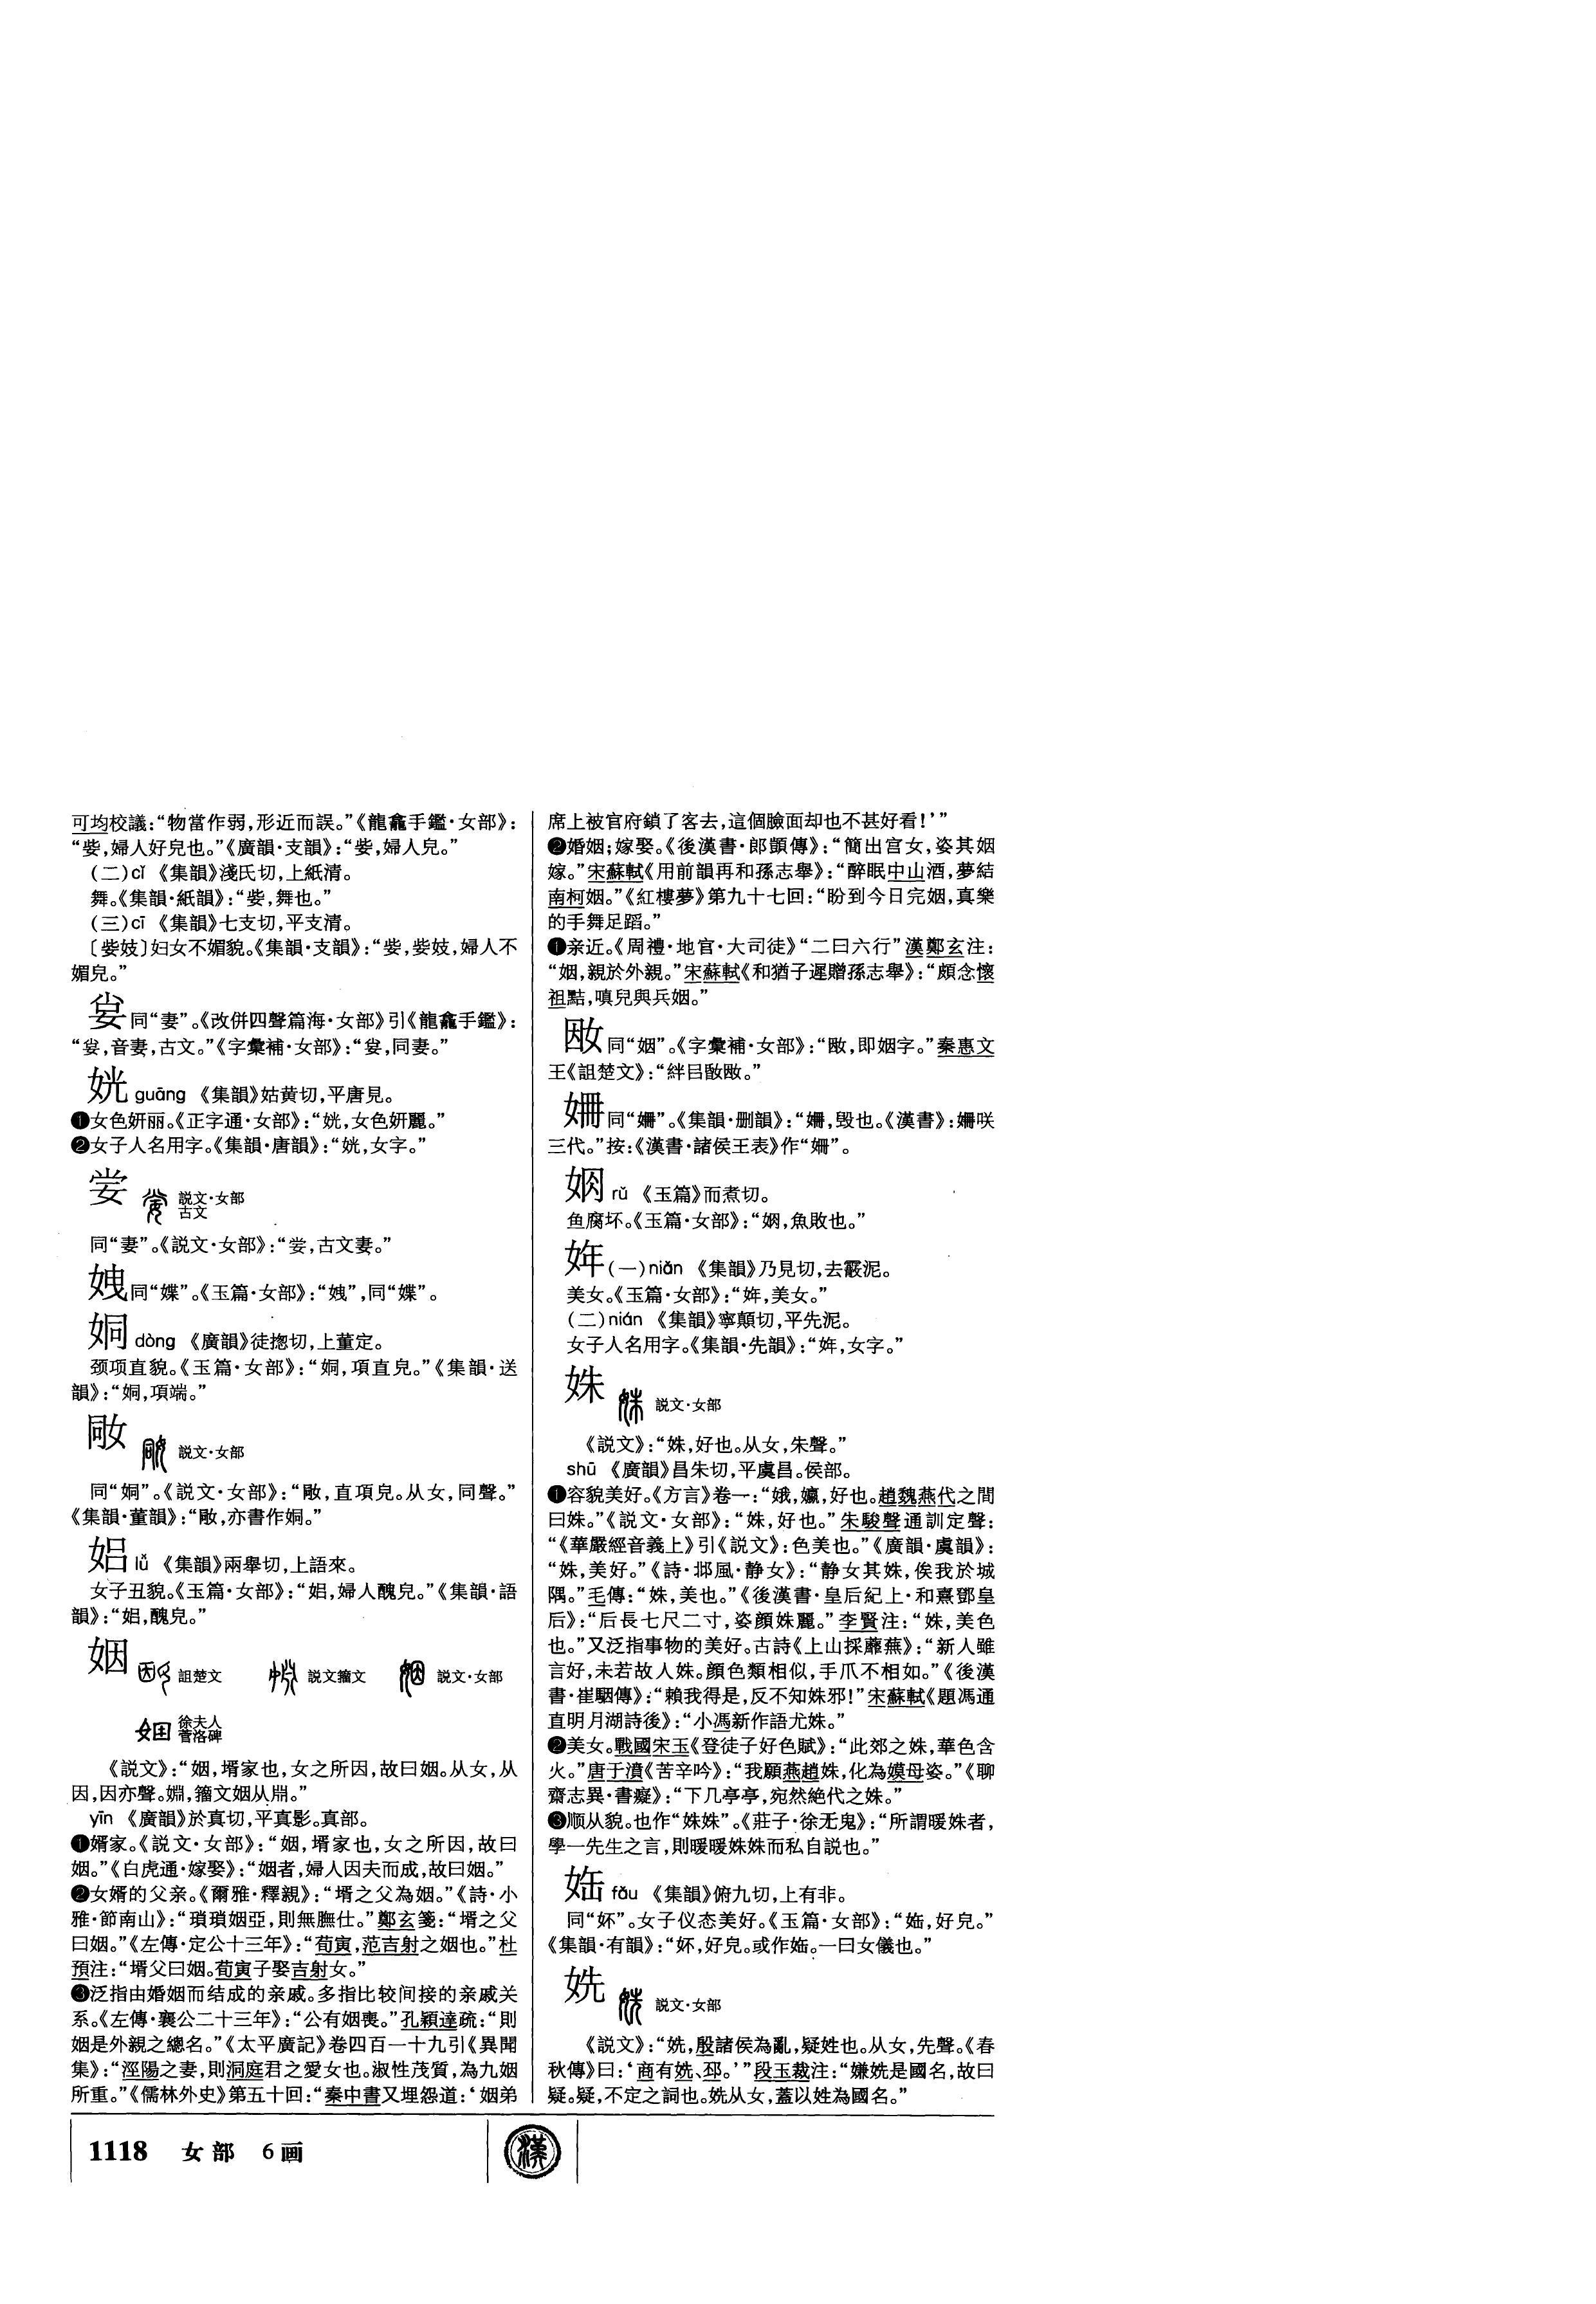 可均校議:“物當作弱,形近而誤。”《龍龕手鑑·女部》:
“姕,婦人好皃也。”《廣韻·支韻》:“姕,婦人皃。”
(二)cǐ 《集韻》淺氏切,上紙清。
舞。《集韻·紙韻》:“姕,舞也。”
(三)cī 《集韻》七支切,平支清。
〔姕妓〕妇女不媚貌。《集韻·支韻》:“姕,姕妓,婦人不
媚皃。”
同“妻”。《改併四聲篇海·女部》引《龍龕手鑑》:
音妻,古文。”《字彙補·女部》: 同妻。”
姯 guāng 《集韻》姑黄切,平唐見。
❶女色妍丽。《正字通·女部》:“姯,女色妍麗。”
❷女子人名用字。《集韻·唐韻》:“姯,女字。”
説文·女部
古文
同“妻”。《説文·女部》: 古文妻。”
同“媟”。《玉篇·女部》: 同“媟”。
姛 dòng 《廣韻》徒揔切,上董定。
颈项直貌。《玉篇·女部》:“姛,項直皃。”《集韻·送
韻》:“姛,項端。”
説文·女部
同“姛”。《説文·女部》: 直項皃。从女,同聲。”
《集韻·董韻》: 亦書作姛。”
𡛎 lǚ 《集韻》兩舉切,上語來。
女子丑貌。《玉篇·女部》: 婦人醜皃。”《集韻·語
韻》: 醜皃。”
姻 詛楚文 説文籀文 説文·女部
徐夫人
菅洛碑
《説文》:“姻,壻家也,女之所因,故曰姻。从女,从
因,因亦聲。婣,籀文姻从𣶒。”
yīn 《廣韻》於真切,平真影。真部。
❶婿家。《説文·女部》:“姻,壻家也,女之所因,故曰
姻。”《白虎通·嫁娶》:“姻者,婦人因夫而成,故曰姻。”
❷女婿的父亲。《爾雅·釋親》:“壻之父為姻。”《詩·小
雅·節南山》:“瑣瑣姻亞,則無膴仕。”鄭玄箋:“壻之父
曰姻。”《左傳·定公十三年》:“荀寅,范吉射之姻也。”杜
預注:“壻父曰姻。荀寅子娶吉射女。”
❸泛指由婚姻而结成的亲戚。多指比较间接的亲戚关
系。《左傳·襄公二十三年》:“公有姻喪。”孔穎達疏:“則
姻是外親之總名。”《太平廣記》卷四百一十九引《異聞
集》:“涇陽之妻,則洞庭君之愛女也。淑性茂質,為九姻
所重。”《儒林外史》第五十回:“秦中書又埋怨道:‘姻弟
席上被官府鎖了客去,這個臉面却也不甚好看!’”
❷婚姻;嫁娶。《後漢書·郎顗傳》:“簡出宫女,姿其姻
嫁。”宋蘇軾《用前韻再和孫志舉》:“醉眠中山酒,夢結
南柯姻。”《紅樓夢》第九十七回:“盼到今日完姻,真樂
的手舞足蹈。”
❶亲近。《周禮·地官·大司徒》“二曰六行”漢鄭玄注:
“姻,親於外親。”宋蘇軾《和猶子遲贈孫志舉》:“頗念懷
祖黠,嗔兒與兵姻。”
同“姻”。《字彙補·女部》: 即姻字。”秦惠文
王《詛楚文》:“絆㠯
姍 同“姗”。《集韻·删韻》:“姍,毁也。《漢書》:姍咲
三代。”按:《漢書·諸侯王表》作“姍”。
rǔ 《玉篇》而煮切。
鱼腐坏。《玉篇·女部》: 魚敗也。”
姩 (一)niǎn 《集韻》乃見切,去霰泥。
美女。《玉篇·女部》:“姩,美女。”
(二)nián 《集韻》寧顛切,平先泥。
女子人名用字。《集韻·先韻》:“姩,女字。”
姝 説文·女部
《説文》:“姝,好也。从女,朱聲。”
shū 《廣韻》昌朱切,平虞昌。侯部。
❶容貌美好。《方言》卷一:“娥,㜲,好也。趙魏燕代之間
曰姝。”《説文·女部》:“姝,好也。”朱駿聲通訓定聲:
“《華嚴經音義上》引《説文》:色美也。”《廣韻·虞韻》:
“姝,美好。”《詩·邶風·静女》:“静女其姝,俟我於城
隅。”毛傳:“姝,美也。”《後漢書·皇后紀上·和熹鄧皇
后》:“后長七尺二寸,姿顔姝麗。”李賢注:“姝,美色
也。”又泛指事物的美好。古詩《上山採蘼蕪》:“新人雖
言好,未若故人姝。顔色類相似,手爪不相如。”《後漢
書·崔駰傳》:“賴我得是,反不知姝邪!”宋蘇軾《題馮通
直明月湖詩後》:“小馮新作語尤姝。”
❷美女。戰國宋玉《登徒子好色賦》:“此郊之姝,華色含
火。”唐于濆《苦辛吟》:“我願燕趙姝,化為嫫母姿。”《聊
齋志異·書癡》:“下几亭亭,宛然絶代之姝。”
❸顺从貌。也作“姝姝”。《莊子·徐无鬼》:“所謂暖姝者,
學一先生之言,則暖暖姝姝而私自説也。”
fǒu 《集韻》俯九切,上有非。
同“妚”。女子仪态美好。《玉篇·女部》: 好皃。”
《集韻·有韻》:“妚,好皃。或作 一曰女儀也。”
姺 説文·女部
《説文》:“姺,殷諸侯為亂,疑姓也。从女,先聲。《春
秋傳》曰:‘商有姺、邳。’”段玉裁注:“嫌姺是國名,故曰
疑。疑,不定之詞也。姺从女,蓋以姓為國名。”
1118 女部 6画
漢